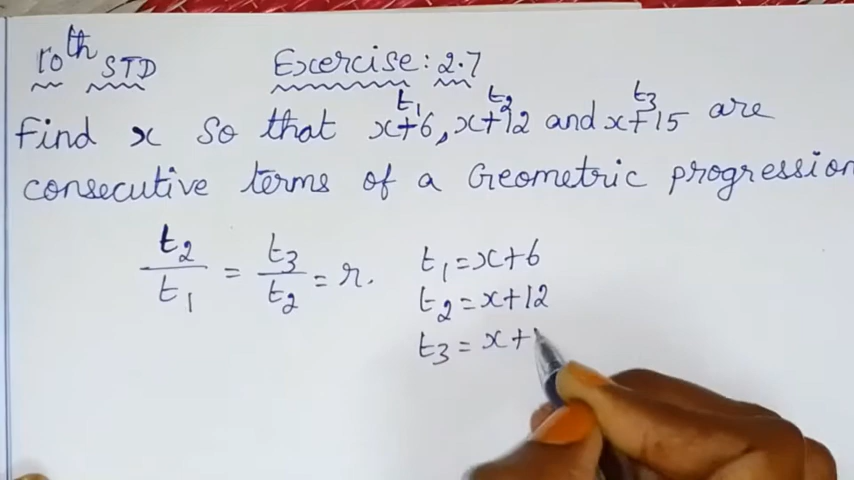 10th STD Exercise: 2.7
t1 t2 t3
Find x so that x+6, x+12 and x+15 are
consecutive terms of a Geometric progression
t2/t1 = t3/t2 = r.
t1 = x+6
t2 = x+12
t3 = x+